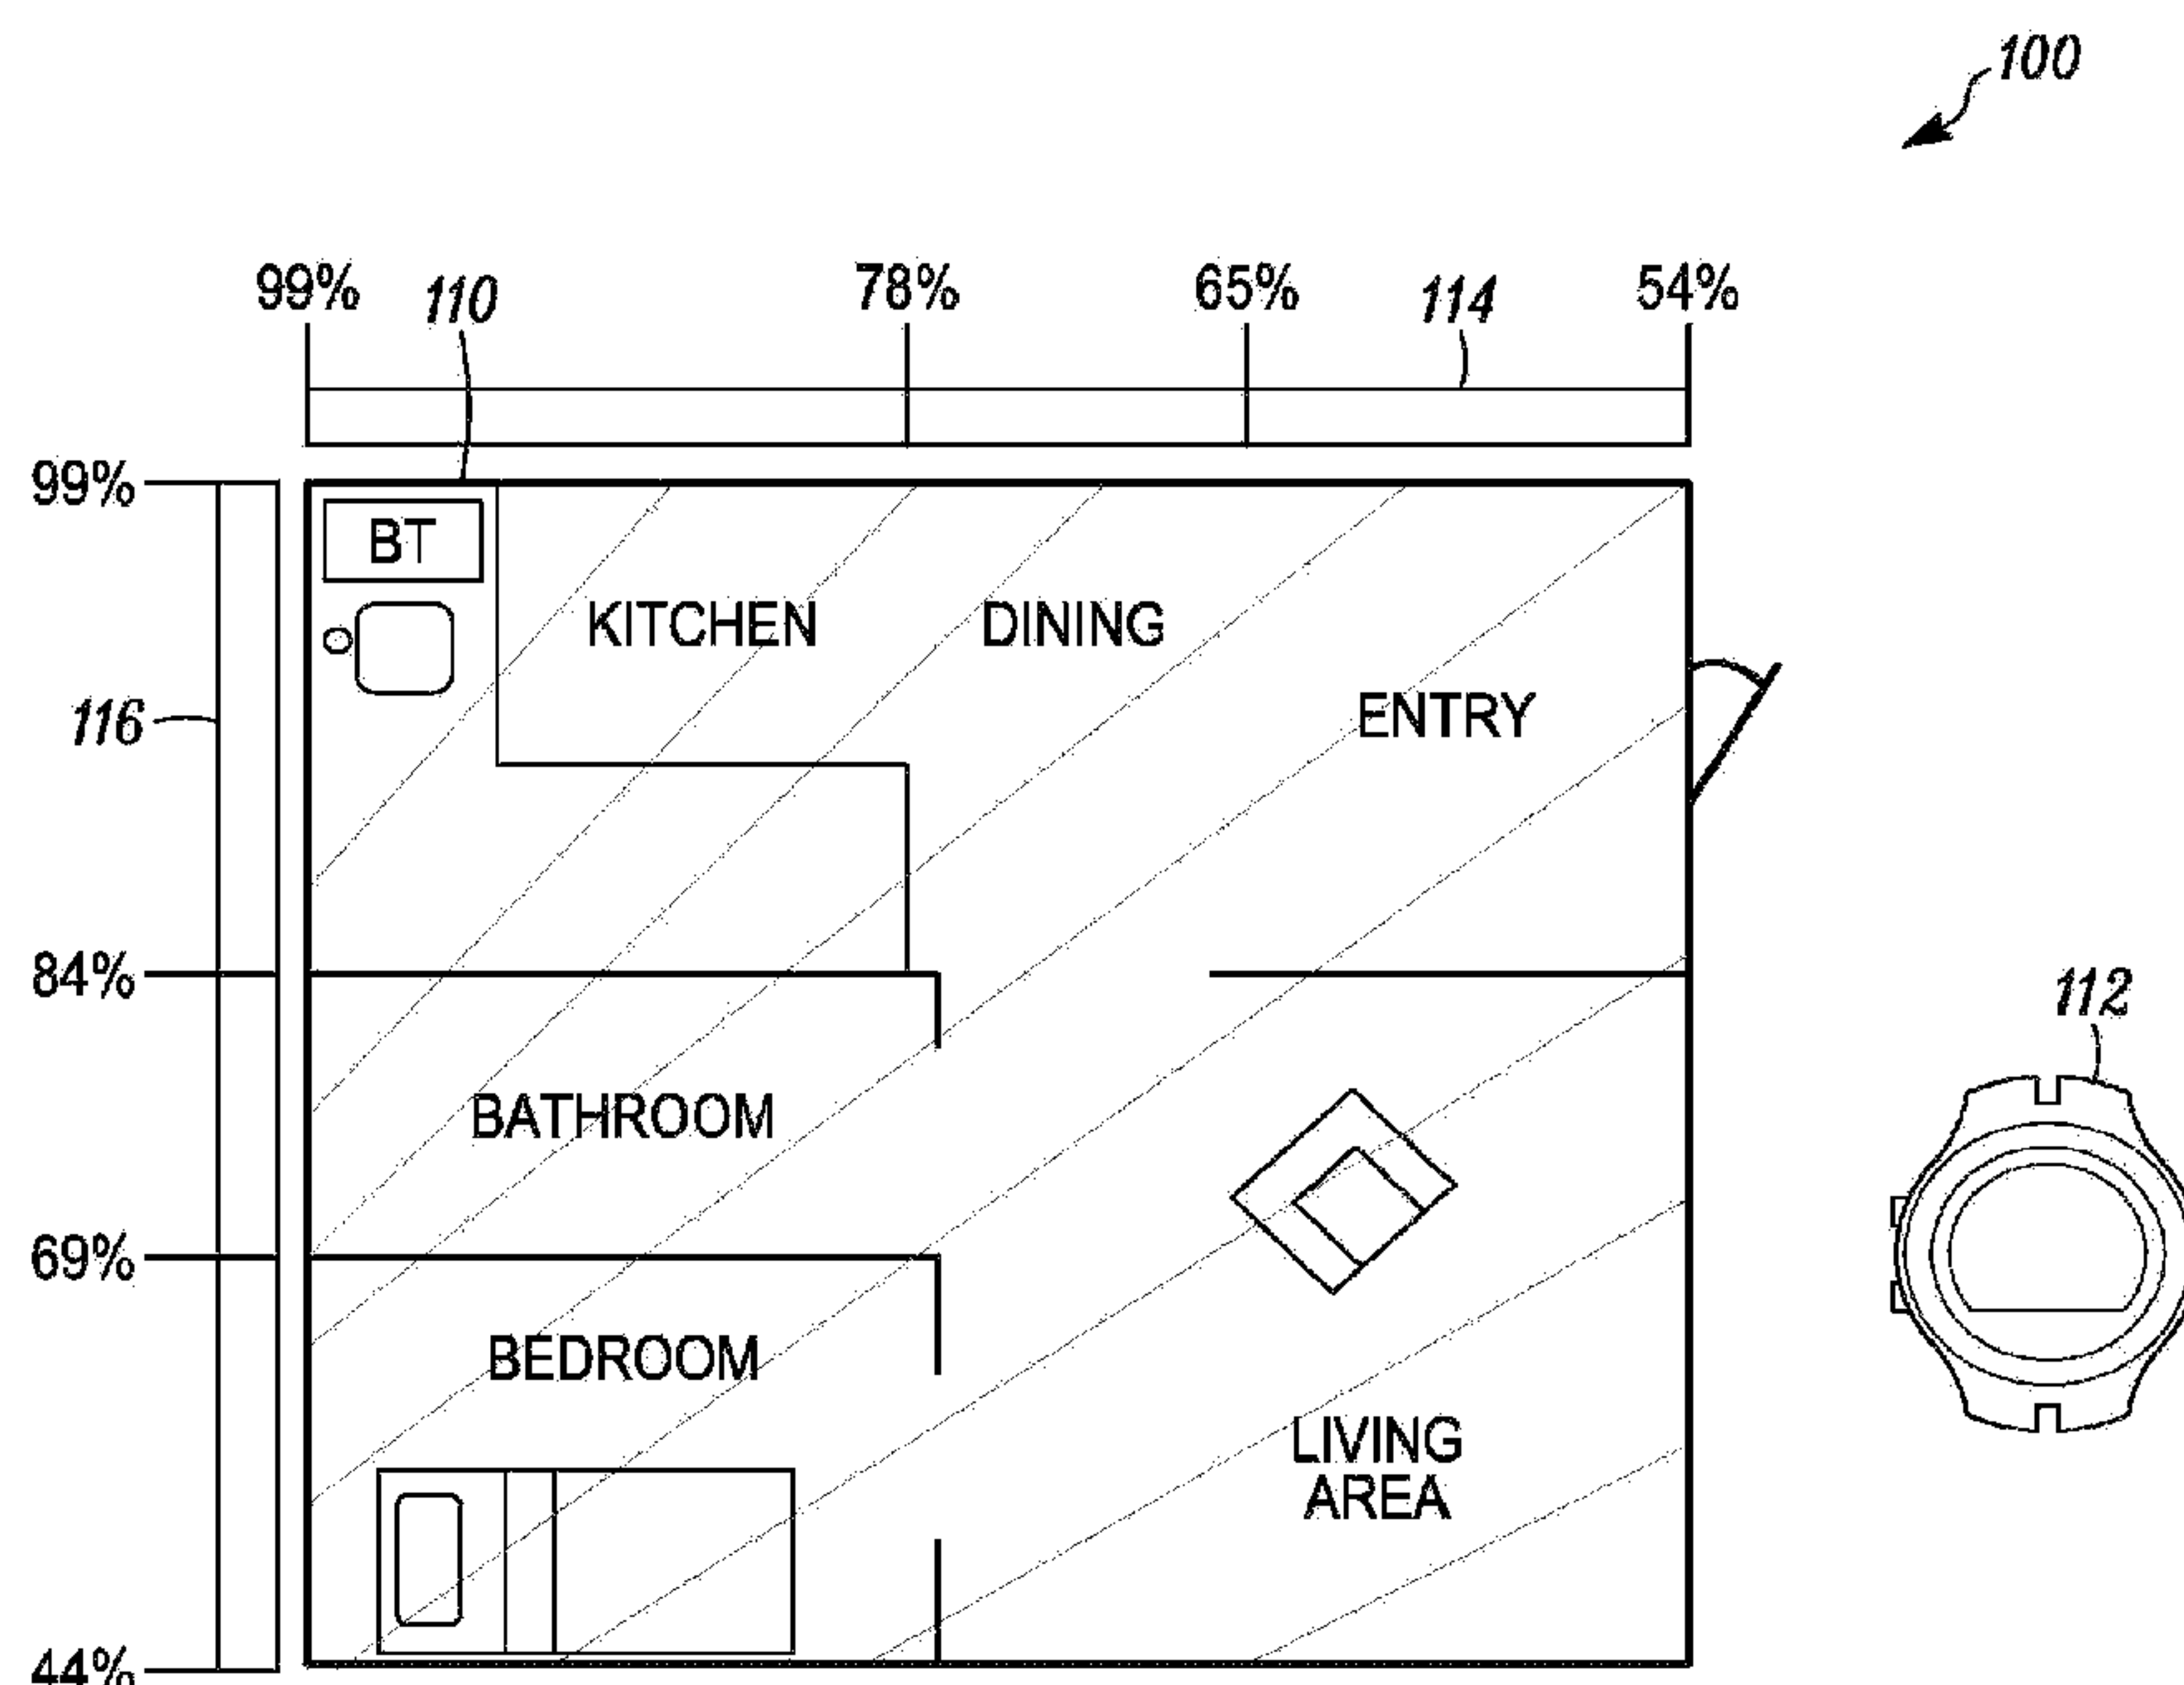 100
99% 110 78% 65% 114 54%
99%
BT
KITCHEN DINING
116
ENTRY
84%
112
BATHROOM
69%
BEDROOM
LIVING
AREA
44%